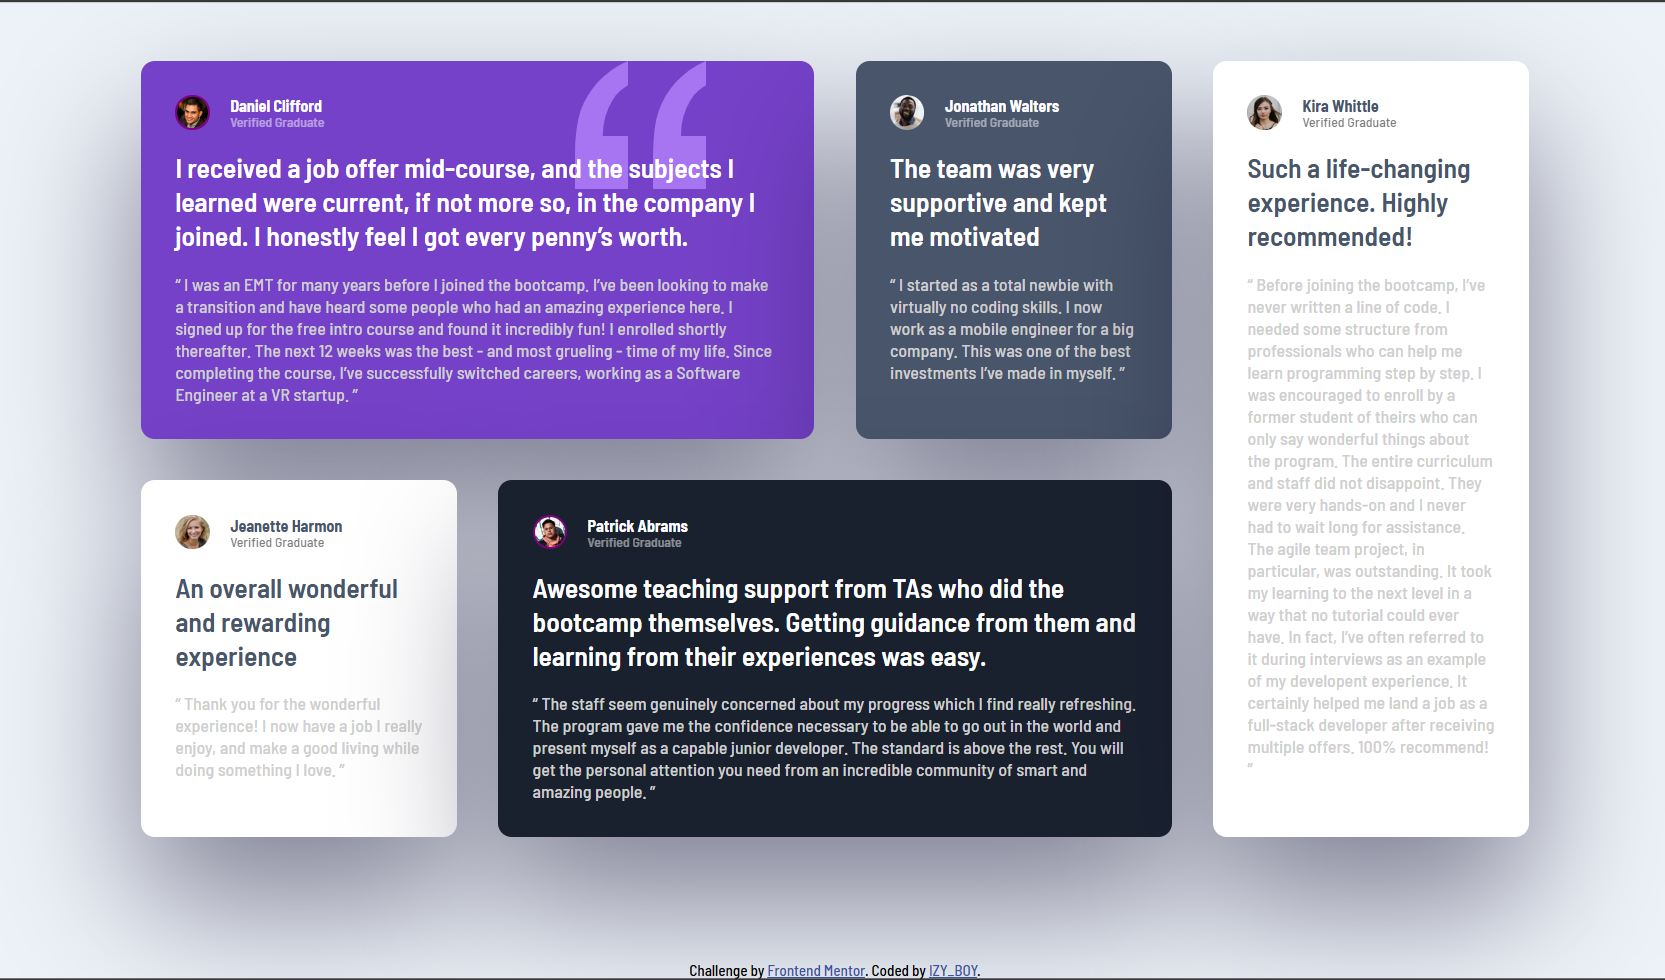 Daniel Clifford
Verified Graduate
I received a job offer mid-course, and the subjects I
learned were current, if not more so, in the company I
joined. I honestly feel I got every penny’s worth.
“ I was an EMT for many years before I joined the bootcamp. I’ve been looking to make
a transition and have heard some people who had an amazing experience here. I
signed up for the free intro course and found it incredibly fun! I enrolled shortly
thereafter. The next 12 weeks was the best - and most grueling - time of my life. Since
completing the course, I’ve successfully switched careers, working as a Software
Engineer at a VR startup. ”
Jonathan Walters
Verified Graduate
The team was very
supportive and kept
me motivated
“ I started as a total newbie with
virtually no coding skills. I now
work as a mobile engineer for a big
company. This was one of the best
investments I’ve made in myself. ”
Kira Whittle
Verified Graduate
Such a life-changing
experience. Highly
recommended!
“ Before joining the bootcamp, I’ve
never written a line of code. I
needed some structure from
professionals who can help me
learn programming step by step. I
was encouraged to enroll by a
former student of theirs who can
only say wonderful things about
the program. The entire curriculum
and staff did not disappoint. They
were very hands-on and I never
had to wait long for assistance.
The agile team project, in
particular, was outstanding. It took
my learning to the next level in a
way that no tutorial could ever
have. In fact, I’ve often referred to
it during interviews as an example
of my developent experience. It
certainly helped me land a job as a
full-stack developer after receiving
multiple offers. 100% recommend!
”
Jeanette Harmon
Verified Graduate
An overall wonderful
and rewarding
experience
“ Thank you for the wonderful
experience! I now have a job I really
enjoy, and make a good living while
doing something I love. ”
Patrick Abrams
Verified Graduate
Awesome teaching support from TAs who did the
bootcamp themselves. Getting guidance from them and
learning from their experiences was easy.
“ The staff seem genuinely concerned about my progress which I find really refreshing.
The program gave me the confidence necessary to be able to go out in the world and
present myself as a capable junior developer. The standard is above the rest. You will
get the personal attention you need from an incredible community of smart and
amazing people. ”
Challenge by Frontend Mentor. Coded by IZY_BOY.